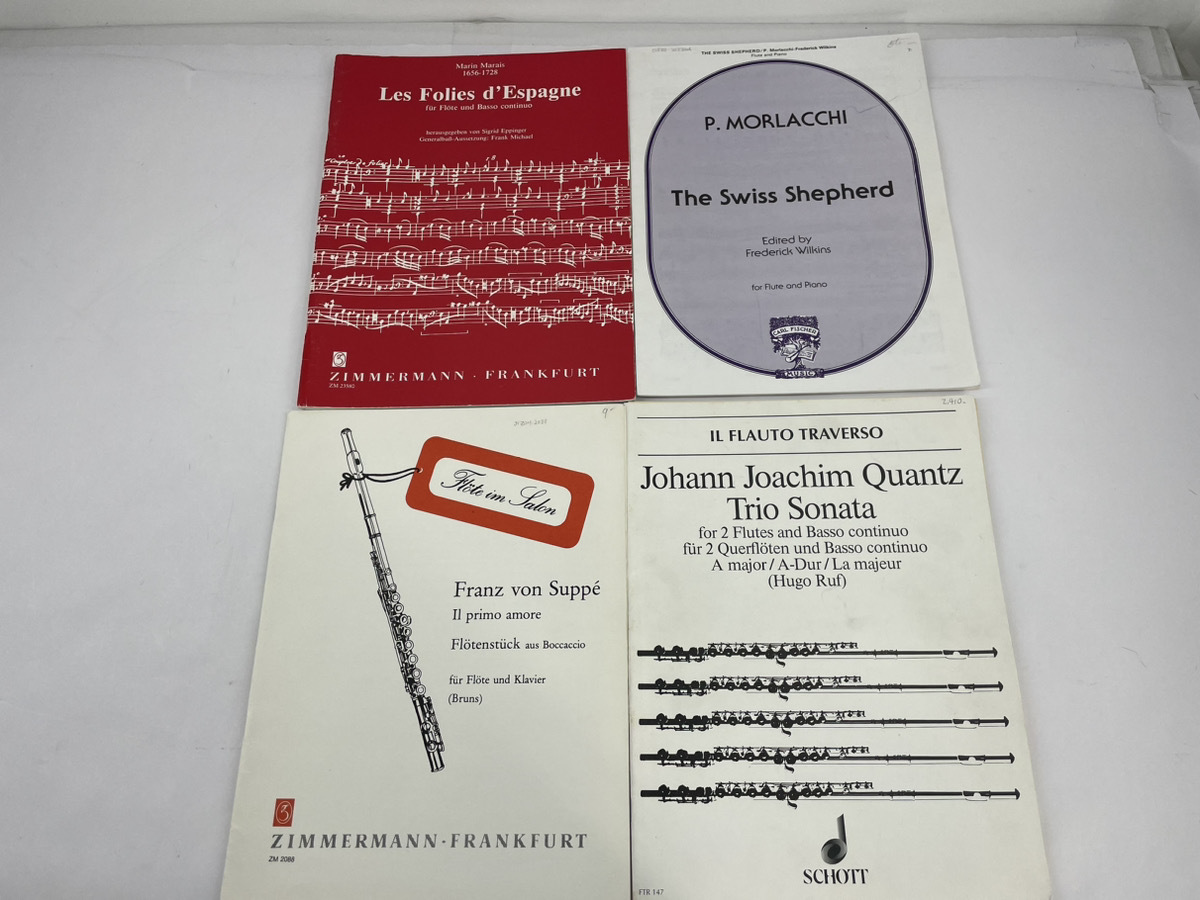 Marin Marais
1656-1728
Les Folies d'Espagne
für Flöte und Basso continuo
herausgegeben von Sigrid Eppinger
Generalbaß-Aussetzung: Frank Michael
ZIMMERMANN · FRANKFURT
THE SWISS SHEPHERD/P. Morlacchi-Frederick Wilkins
Flute and Piano
P. MORLACCHI
The Swiss Shepherd
Edited by
Frederick Wilkins
for Flute and Piano
CARL FISCHER
MUSIC
9-
Flöte im Salon
Franz von Suppé
Il primo amore
Flötenstück aus Boccaccio
für Flöte und Klavier
(Bruns)
ZIMMERMANN · FRANKFURT
ZM 2088
IL FLAUTO TRAVERSO
Johann Joachim Quantz
Trio Sonata
for 2 Flutes and Basso continuo
für 2 Querflöten und Basso continuo
A major / A-Dur / La majeur
(Hugo Ruf)
SCHOTT
FTR 147